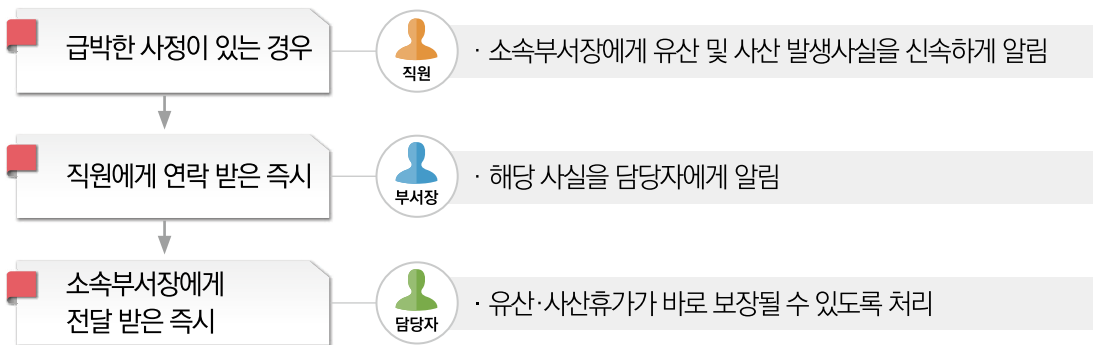 급박한 사정이 있는 경우
직원
· 소속부서장에게 유산 및 사산 발생사실을 신속하게 알림
직원에게 연락 받은 즉시
부서장
· 해당 사실을 담당자에게 알림
소속부서장에게
전달 받은 즉시
담당자
· 유산·사산휴가가 바로 보장될 수 있도록 처리